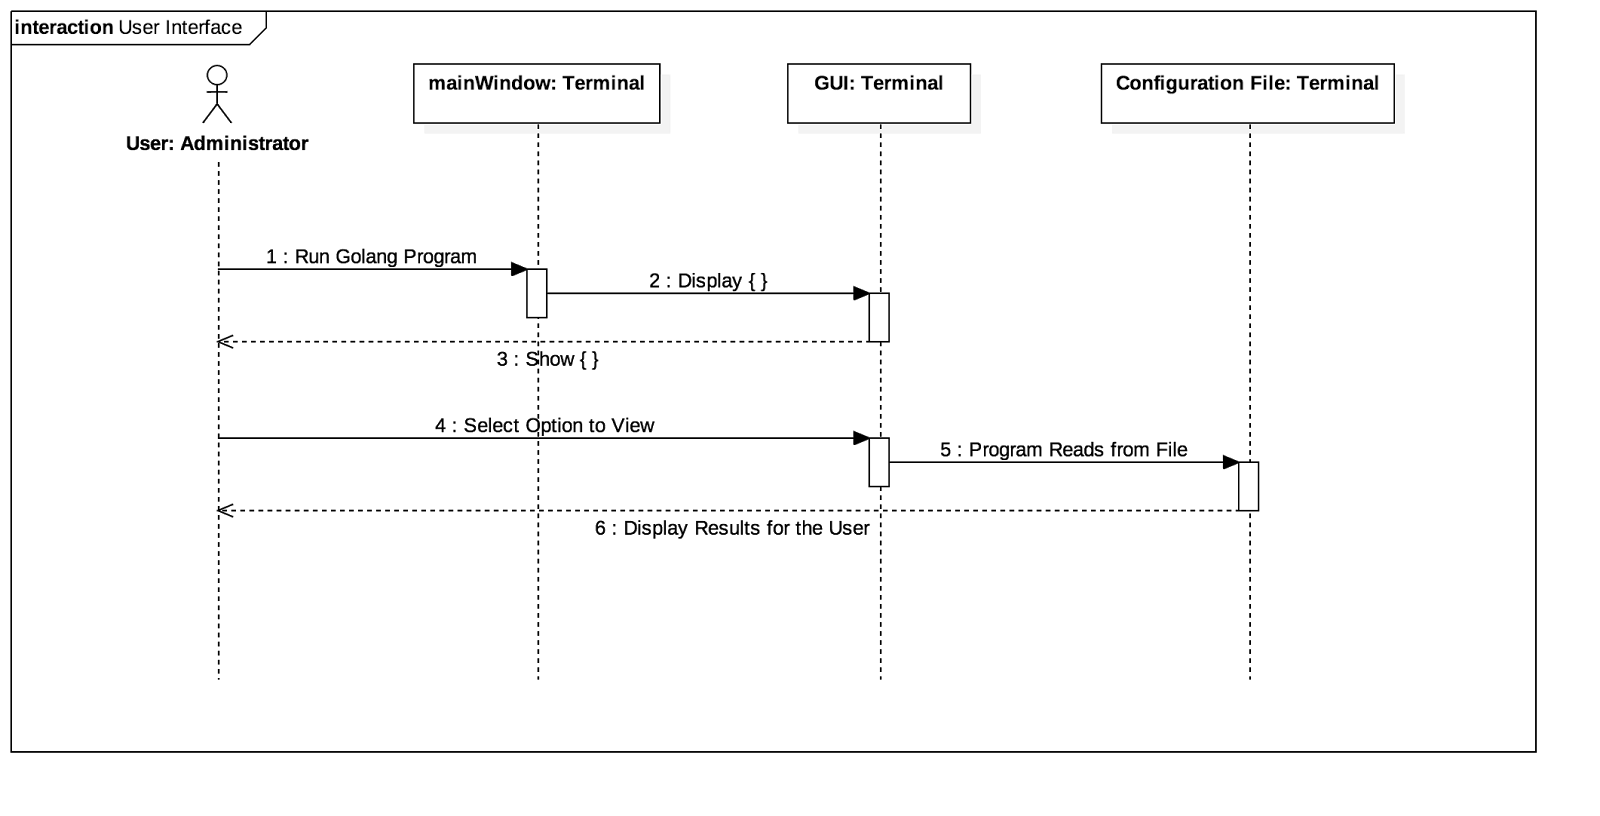 interaction User Interface
mainWindow: Terminal
GUI: Terminal
Configuration File: Terminal
User: Administrator
1 : Run Golang Program
2 : Display { }
3 : Show { }
4 : Select Option to View
5 : Program Reads from File
6 : Display Results for the User